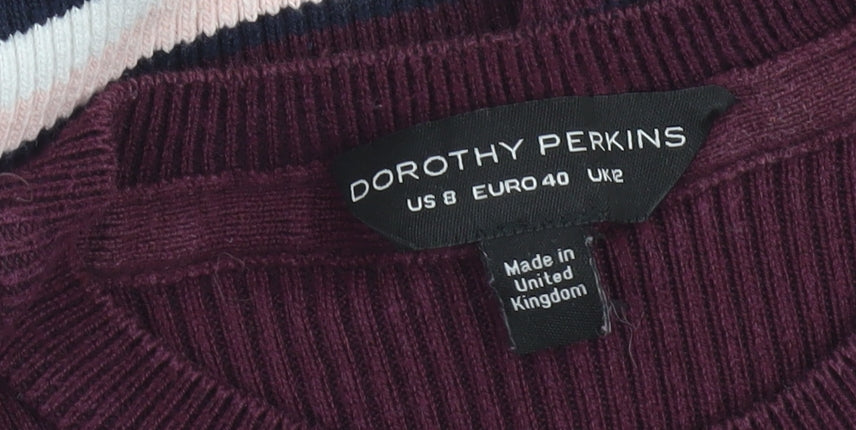 DOROTHY PERKINS
US 8 EURO 40 UK12
Made in
United
Kingdom